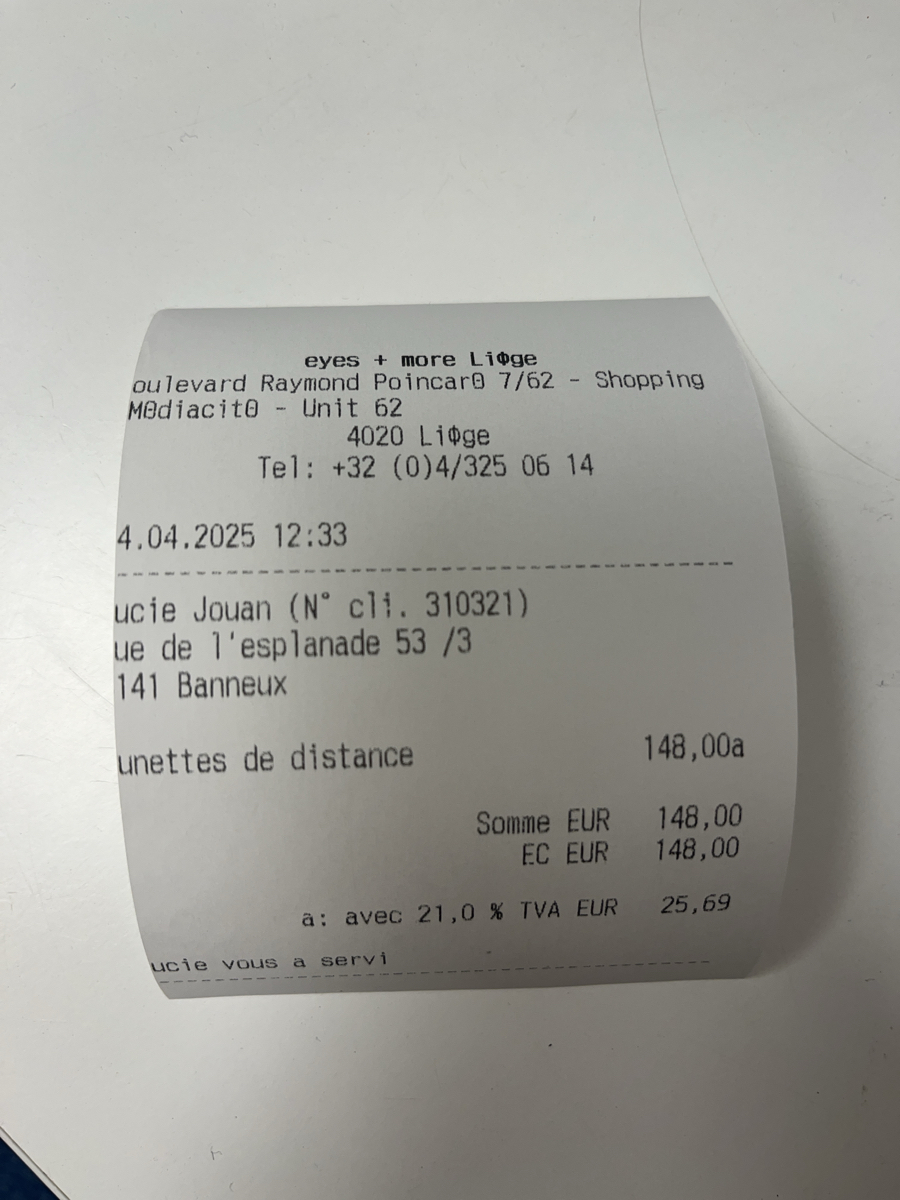 eyes + more LiΦge
oulevard Raymond Poincar0 7/62 - Shopping
M0diacit0 - Unit 62
4020 LiΦge
Tel: +32 (0)4/325 06 14
4.04.2025 12:33
ucie Jouan (N° cli. 310321)
ue de l'esplanade 53 /3
141 Banneux
unettes de distance 148,00a
Somme EUR 148,00
EC EUR 148,00
a: avec 21,0 % TVA EUR 25,69
ucie vous a servi